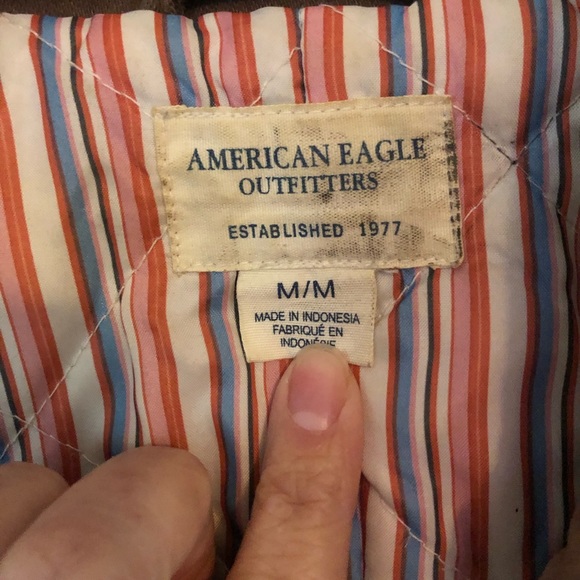 AMERICAN EAGLE
OUTFITTERS
ESTABLISHED 1977
M/M
MADE IN INDONESIA
FABRIQUÉ EN
INDONÉSIE